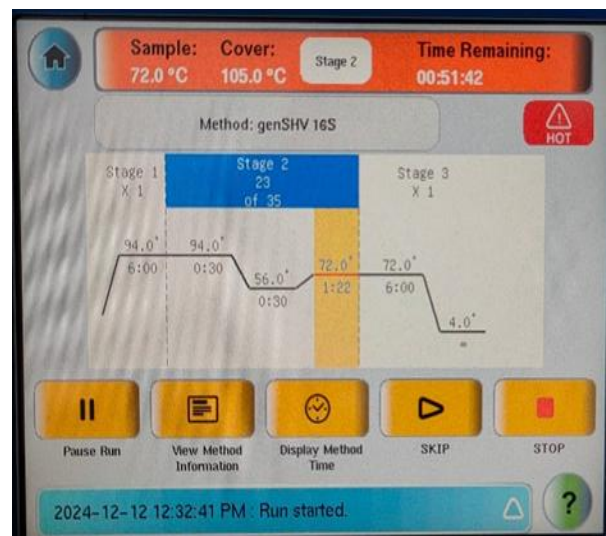 Sample:
72.0 °C
Cover:
105.0 °C
Stage 2
Time Remaining:
00:51:42
Method: genSHV 16S
HOT
Stage 1
X 1
Stage 2
23
of 35
Stage 3
X 1
94.0°
6:00
94.0°
0:30
56.0°
0:30
72.0°
1:22
72.0°
6:00
4.0°
∞
Pause Run
View Method
Information
Display Method
Time
SKIP
STOP
2024-12-12 12:32:41 PM : Run started.
?